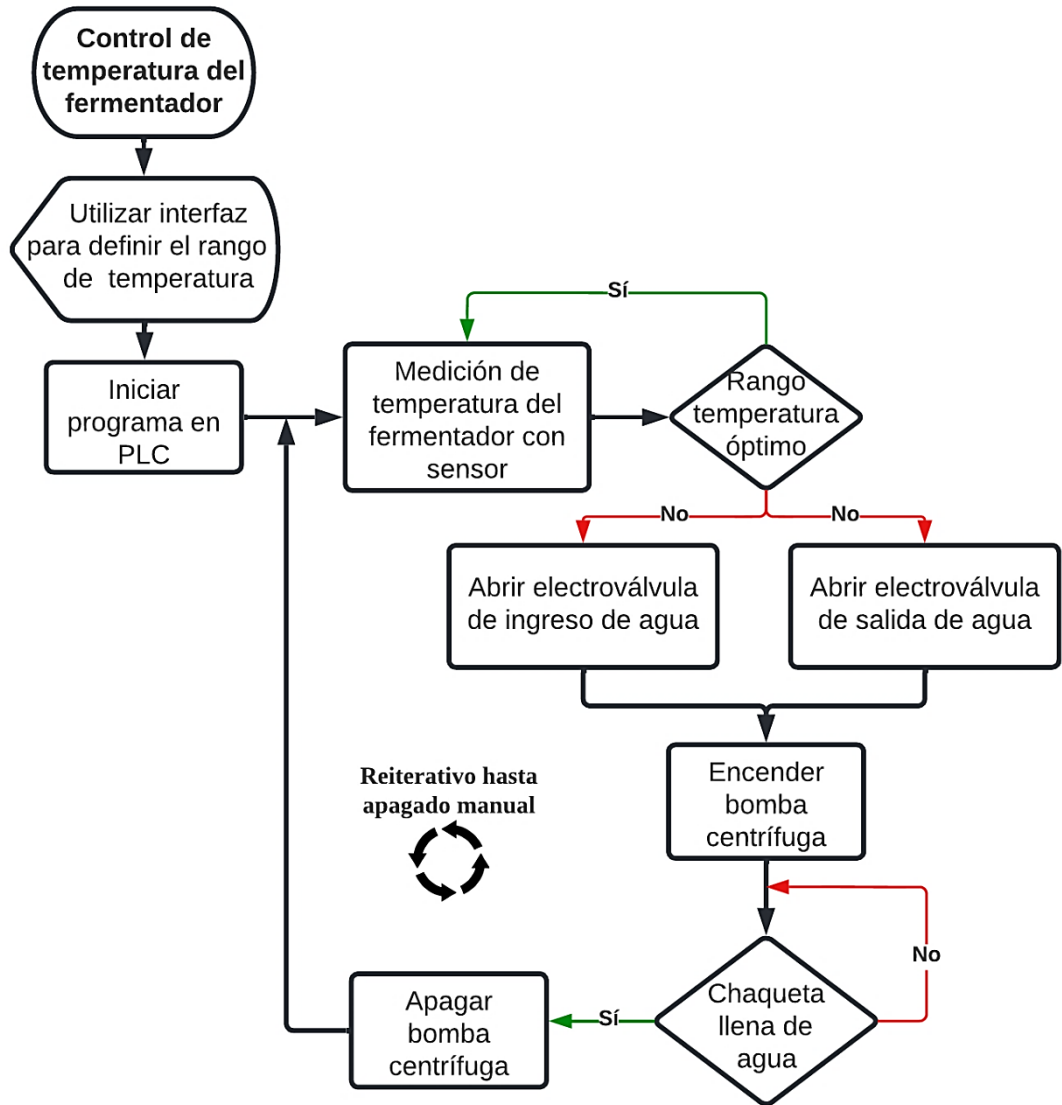 Control de
temperatura del
fermentador
Utilizar interfaz
para definir el rango
de temperatura
Iniciar
programa en
PLC
Medición de
temperatura del
fermentador con
sensor
Sí
Rango
temperatura
óptimo
No
No
Abrir electroválvula
de ingreso de agua
Abrir electroválvula
de salida de agua
Encender
bomba
centrífuga
Reiterativo hasta
apagado manual
No
Chaqueta
llena de
agua
Sí
Apagar
bomba
centrífuga